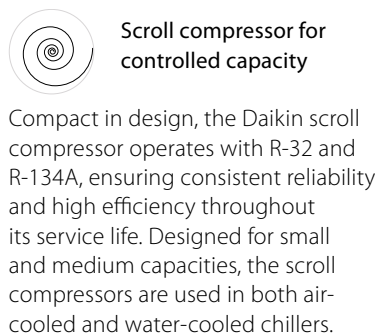 Scroll compressor for
controlled capacity
Compact in design, the Daikin scroll
compressor operates with R-32 and
R-134A, ensuring consistent reliability
and high efficiency throughout
its service life. Designed for small
and medium capacities, the scroll
compressors are used in both air-
cooled and water-cooled chillers.